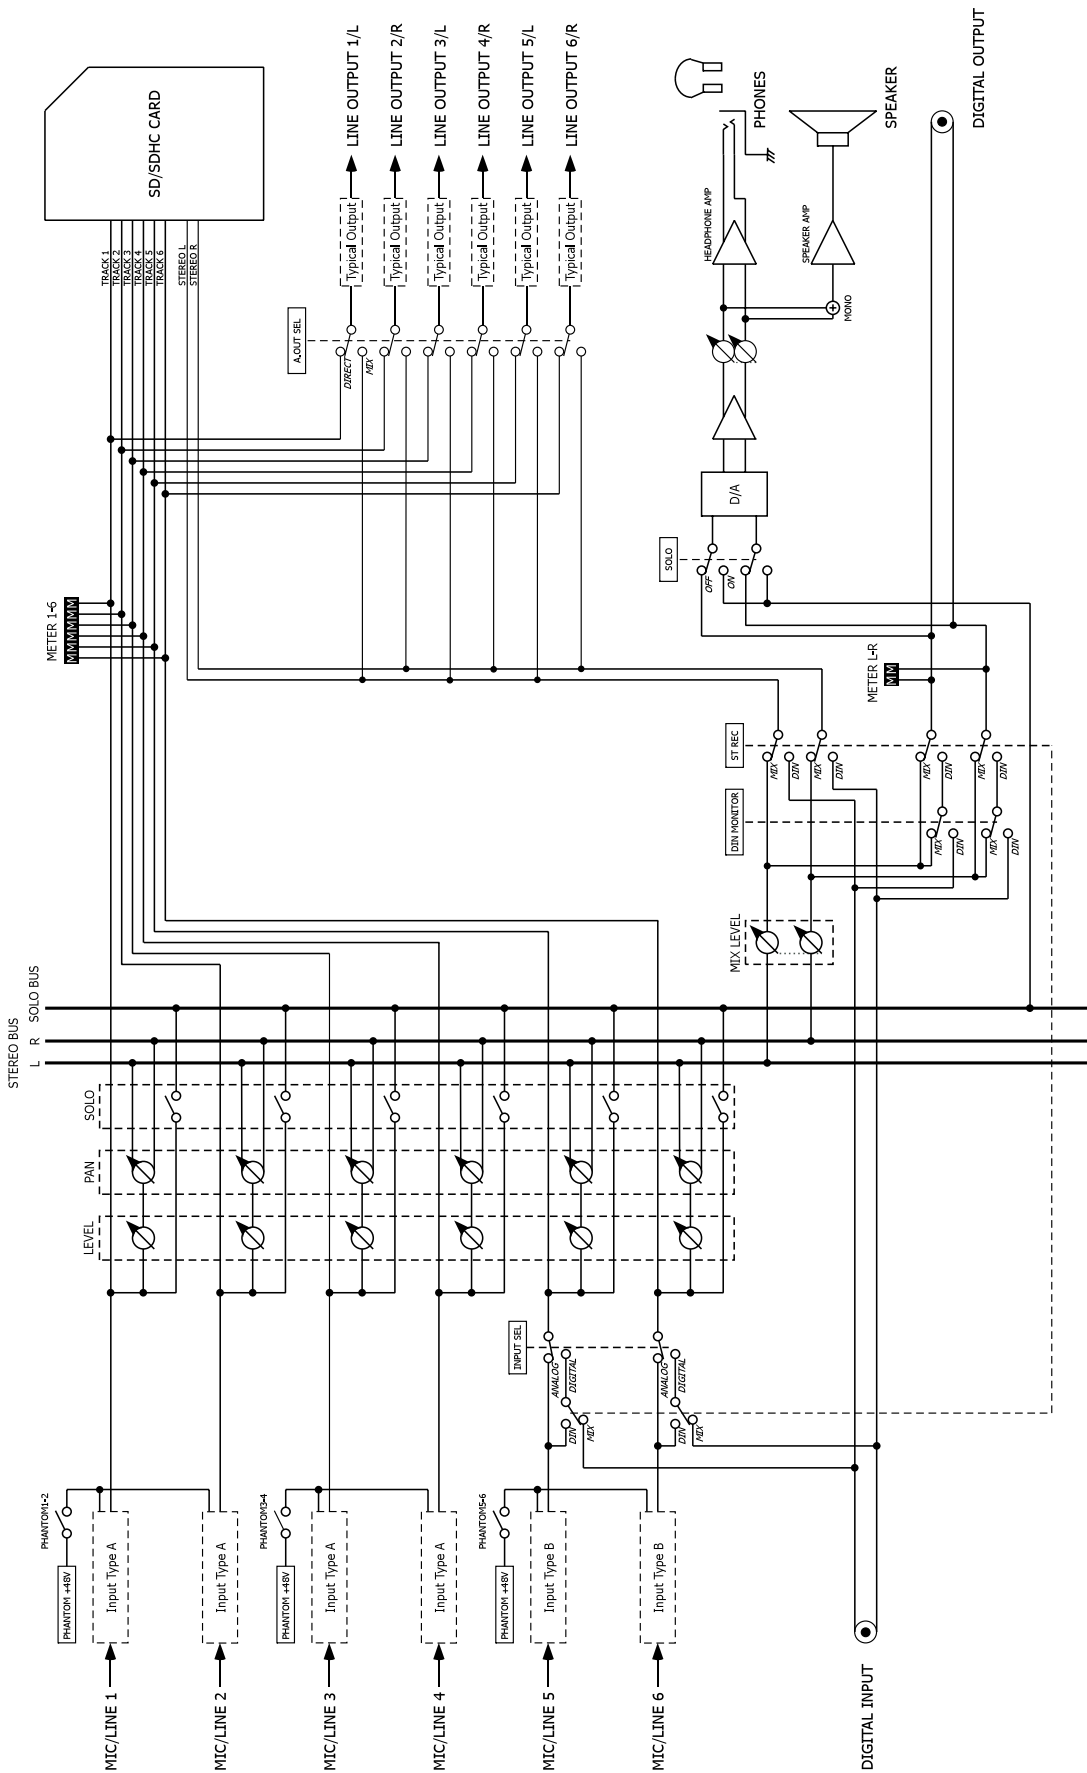 MIC/LINE 1
MIC/LINE 2
MIC/LINE 3
MIC/LINE 4
MIC/LINE 5
MIC/LINE 6
DIGITAL INPUT
PHANTOM +48V
PHANTOM1-2
Input Type A
Input Type A
PHANTOM +48V
PHANTOM3-4
Input Type A
Input Type A
PHANTOM +48V
PHANTOM5-6
Input Type B
Input Type B
INPUT SEL
ANALOG
DIGITAL
DIN
MIX
ANALOG
DIGITAL
DIN
MIX
LEVEL
PAN
SOLO
STEREO BUS
L
R
SOLO BUS
MIX LEVEL
DIN MONITOR
MIX
DIN
MIX
DIN
ST REC
MIX
DIN
MIX
DIN
MIX
DIN
MIX
DIN
METER 1-6
M
M
M
M
M
M
METER L-R
M
M
SOLO
OFF
ON
D/A
A.OUT SEL
DIRECT
MIX
MONO
HEADPHONE AMP
SPEAKER AMP
TRACK 1
TRACK 2
TRACK 3
TRACK 4
TRACK 5
TRACK 6
STEREO L
STEREO R
SD/SDHC CARD
Typical Output
Typical Output
Typical Output
Typical Output
Typical Output
Typical Output
LINE OUTPUT 1/L
LINE OUTPUT 2/R
LINE OUTPUT 3/L
LINE OUTPUT 4/R
LINE OUTPUT 5/L
LINE OUTPUT 6/R
PHONES
SPEAKER
DIGITAL OUTPUT